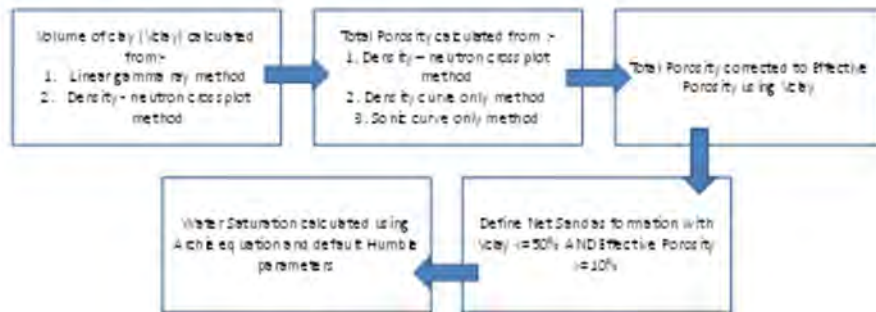 Volume of clay (Vclay) calculated
from:-
1. Linear gamma ray method
2. Density - neutron cross plot
method
Total Porosity calculated from :-
1. Density – neutron cross plot
method
2. Density curve only method
3. Sonic curve only method
Total Porosity corrected to Effective
Porosity using Vclay
Define Net Sand as formation with
Vclay <=50% AND Effective Porosity
>=10%
Water Saturation calculated using
Archie equation and default Humble
parameters